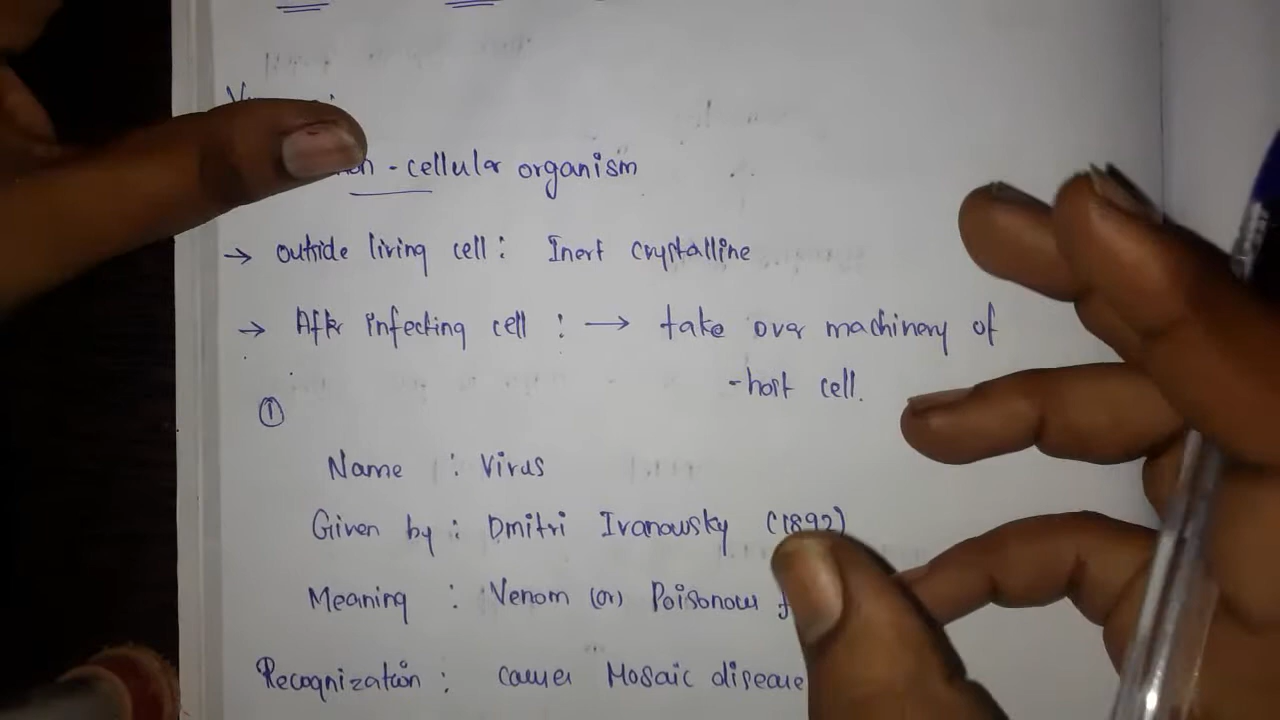 - cellular organism
→ outside living cell : Inert crystalline
→ After infecting cell : → take over machinery of
- host cell.
①
Name : Virus
Given by : Dmitri Ivanowsky (1892)
Meaning : Venom (or) Poisonous
Recognization : causes Mosaic disease